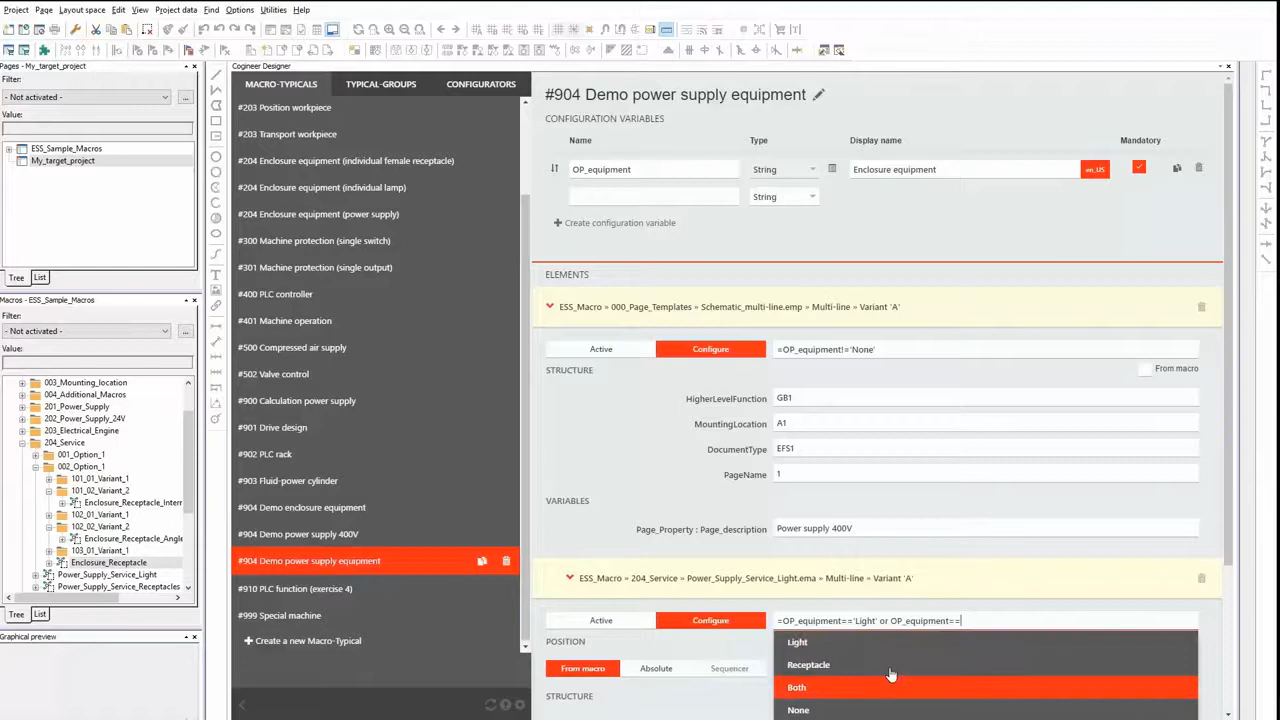 Project Page Layout space Edit View Project data Find Options Utilities Help
Pages - My_target_project
Filter:
- Not activated -
...
Value:
ESS_Sample_Macros
My_target_project
Tree List
Macros - ESS_Sample_Macros
Filter:
- Not activated -
...
Value:
003_Mounting_location
004_Additional_Macros
201_Power_Supply
202_Power_Supply_24V
203_Electrical_Engine
204_Service
001_Option_1
002_Option_1
101_01_Variant_1
101_02_Variant_2
Enclosure_Receptacle_Intern
102_01_Variant_1
102_02_Variant_2
Enclosure_Receptacle_Angle
103_01_Variant_1
Enclosure_Receptacle
Power_Supply_Service_Light
Power_Supply_Service_Receptacles
Tree List
Graphical preview
Cogineer Designer
MACRO-TYPICALS TYPICAL-GROUPS CONFIGURATORS
#203 Position workpiece
#203 Transport workpiece
#204 Enclosure equipment (individual female receptacle)
#204 Enclosure equipment (individual lamp)
#204 Enclosure equipment (power supply)
#300 Machine protection (single switch)
#301 Machine protection (single output)
#400 PLC controller
#401 Machine operation
#500 Compressed air supply
#502 Valve control
#900 Calculation power supply
#901 Drive design
#902 PLC rack
#903 Fluid-power cylinder
#904 Demo enclosure equipment
#904 Demo power supply 400V
#904 Demo power supply equipment
#910 PLC function (exercise 4)
#999 Special machine
Create a new Macro-Typical
#904 Demo power supply equipment
CONFIGURATION VARIABLES
Name Type Display name Mandatory
OP_equipment String Enclosure equipment en_US
String
Create configuration variable
ELEMENTS
ESS_Macro » 000_Page_Templates » Schematic_multi-line.emp » Multi-line » Variant 'A'
Active Configure =OP_equipment!='None'
STRUCTURE From macro
HigherLevelFunction GB1
MountingLocation A1
DocumentType EFS1
PageName 1
VARIABLES
Page_Property : Page_description Power supply 400V
ESS_Macro » 204_Service » Power_Supply_Service_Light.ema » Multi-line » Variant 'A'
Active Configure =OP_equipment=='Light' or OP_equipment==
POSITION Light
From macro Absolute Sequencer Receptacle
Both
STRUCTURE
None